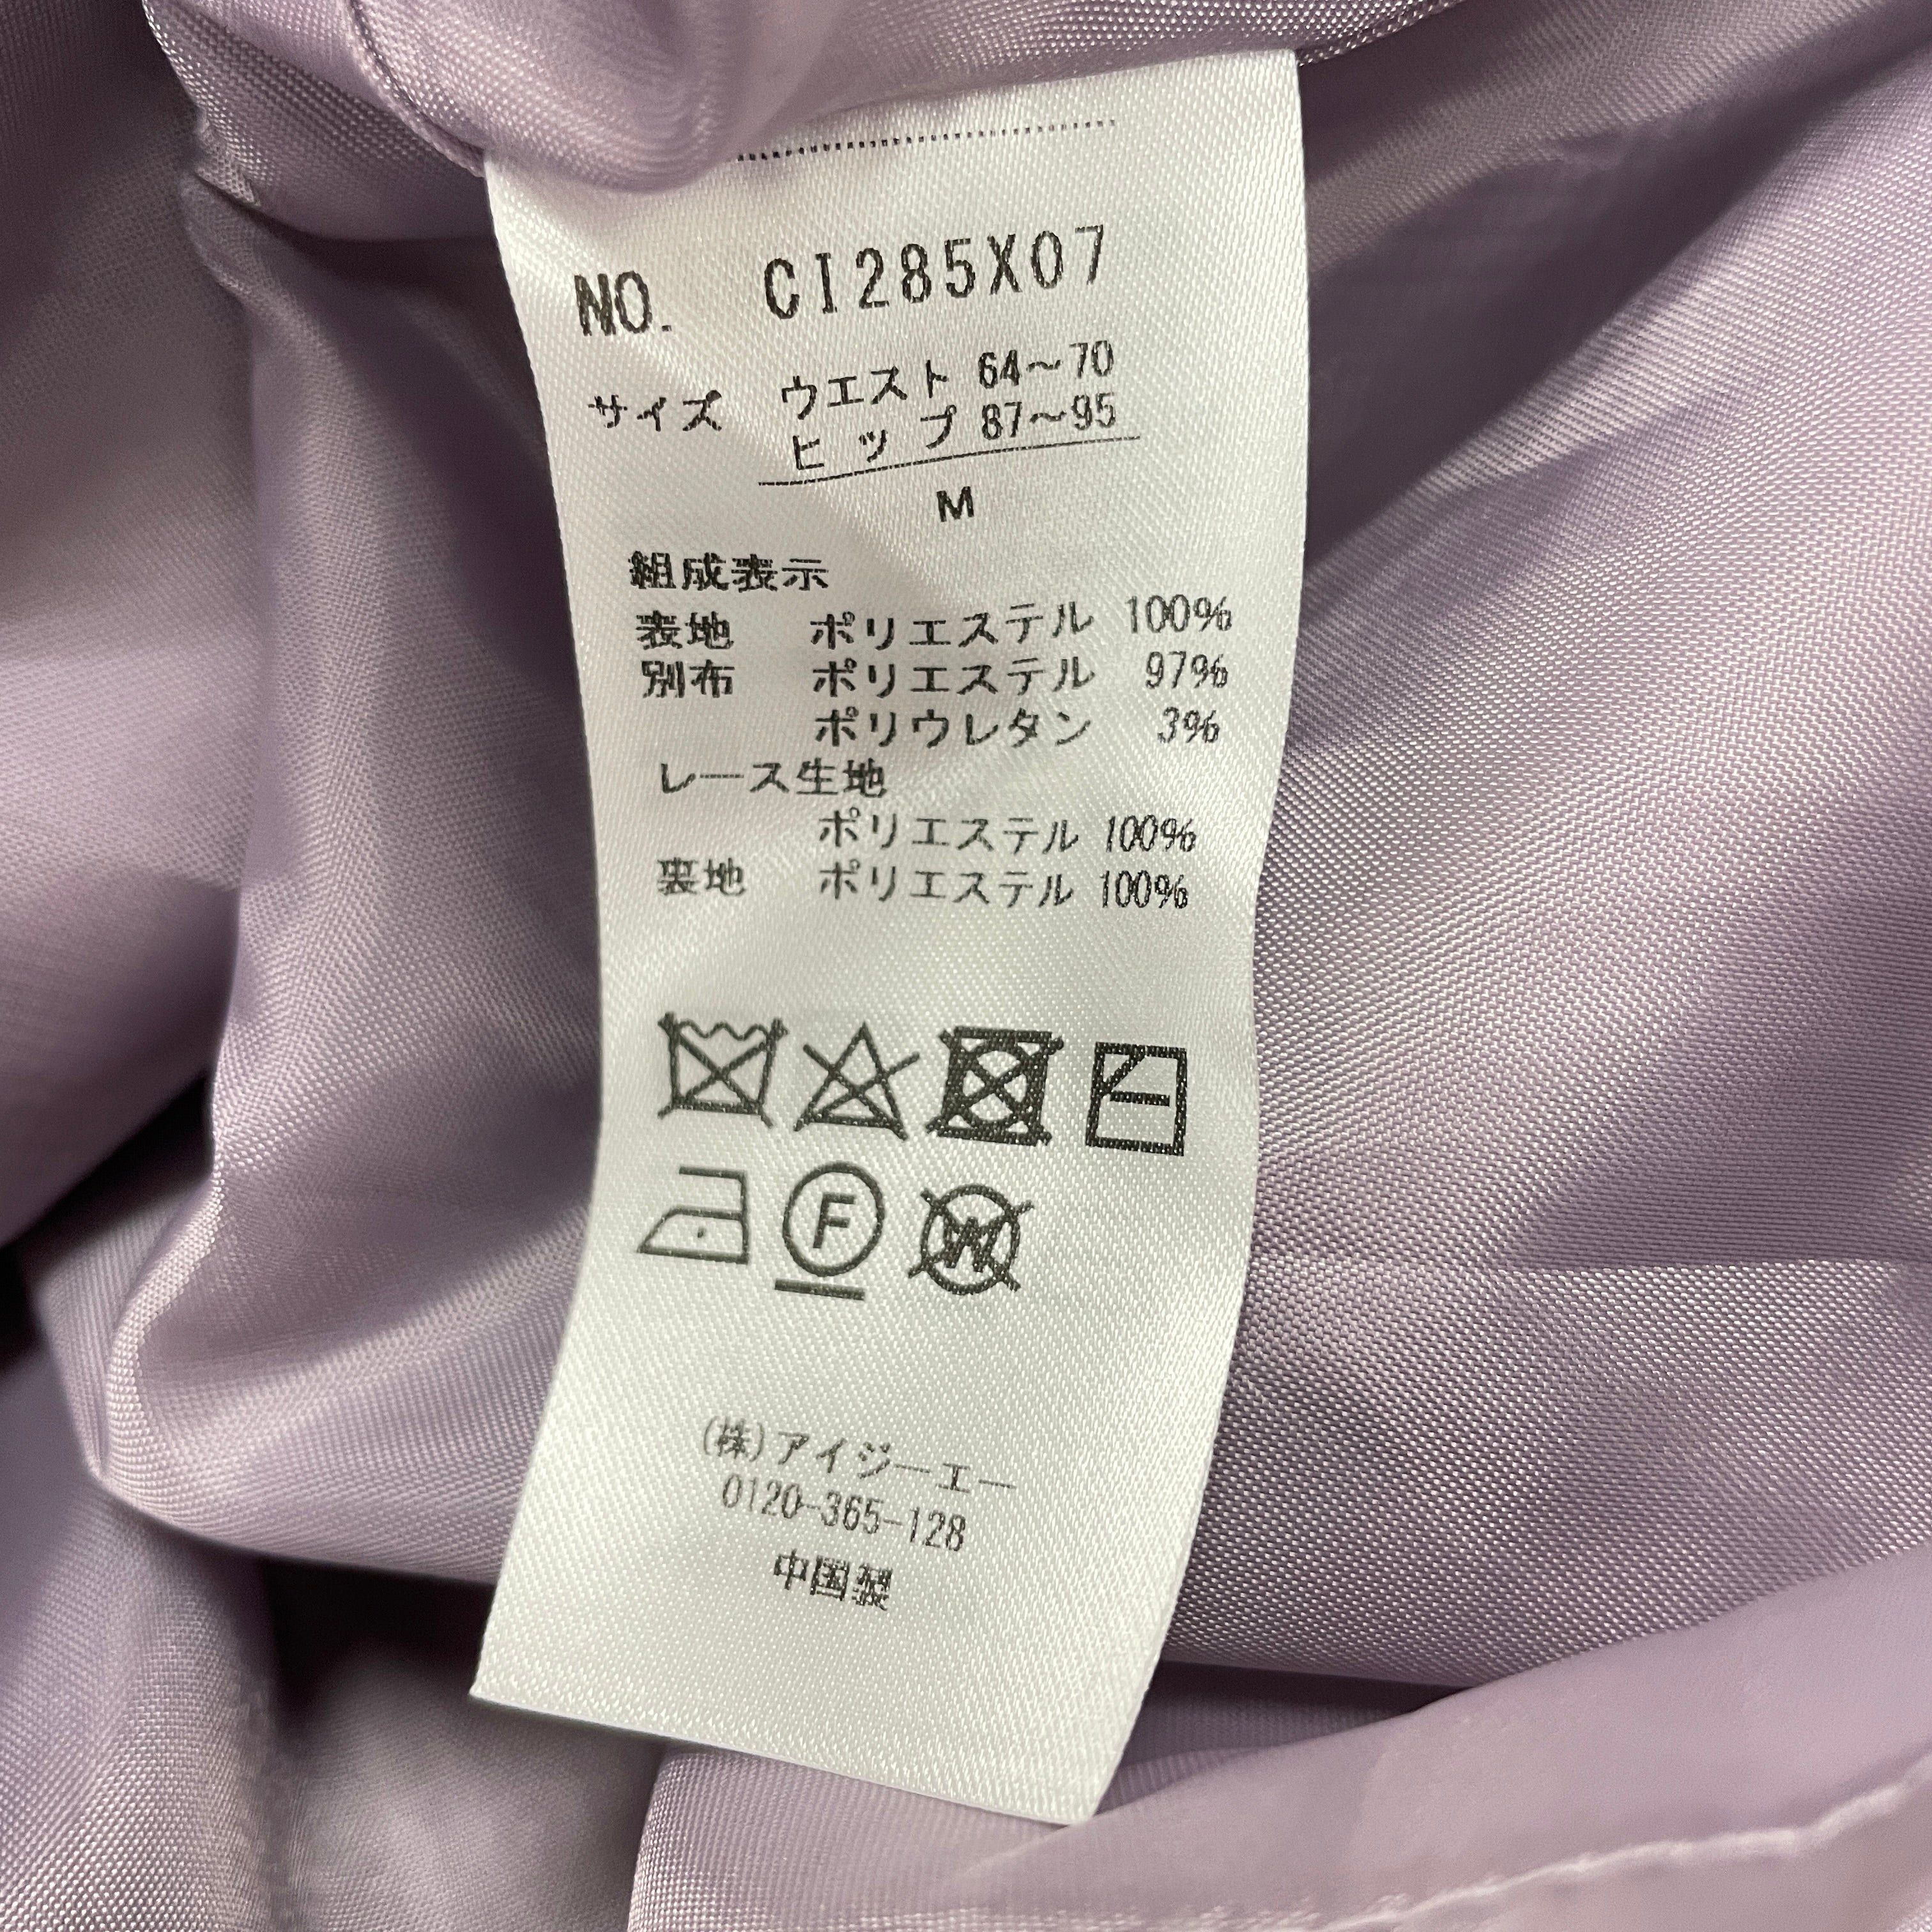 NO. CI285X07
サイズ ウエスト 64～70
ヒップ 87～95
M
組成表示
表地 ポリエステル 100%
別布 ポリエステル 97%
ポリウレタン 3%
レース生地
ポリエステル 100%
裏地 ポリエステル 100%
F
W
(株)アイジーエー
0120-365-128
中国製